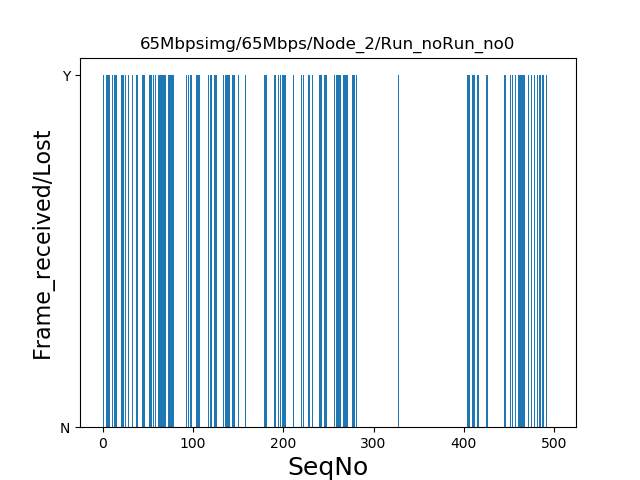 65Mbpsimg/65Mbps/Node_2/Run_noRun_no0
Y
Frame_received/Lost
N
0 100 200 300 400 500
SeqNo